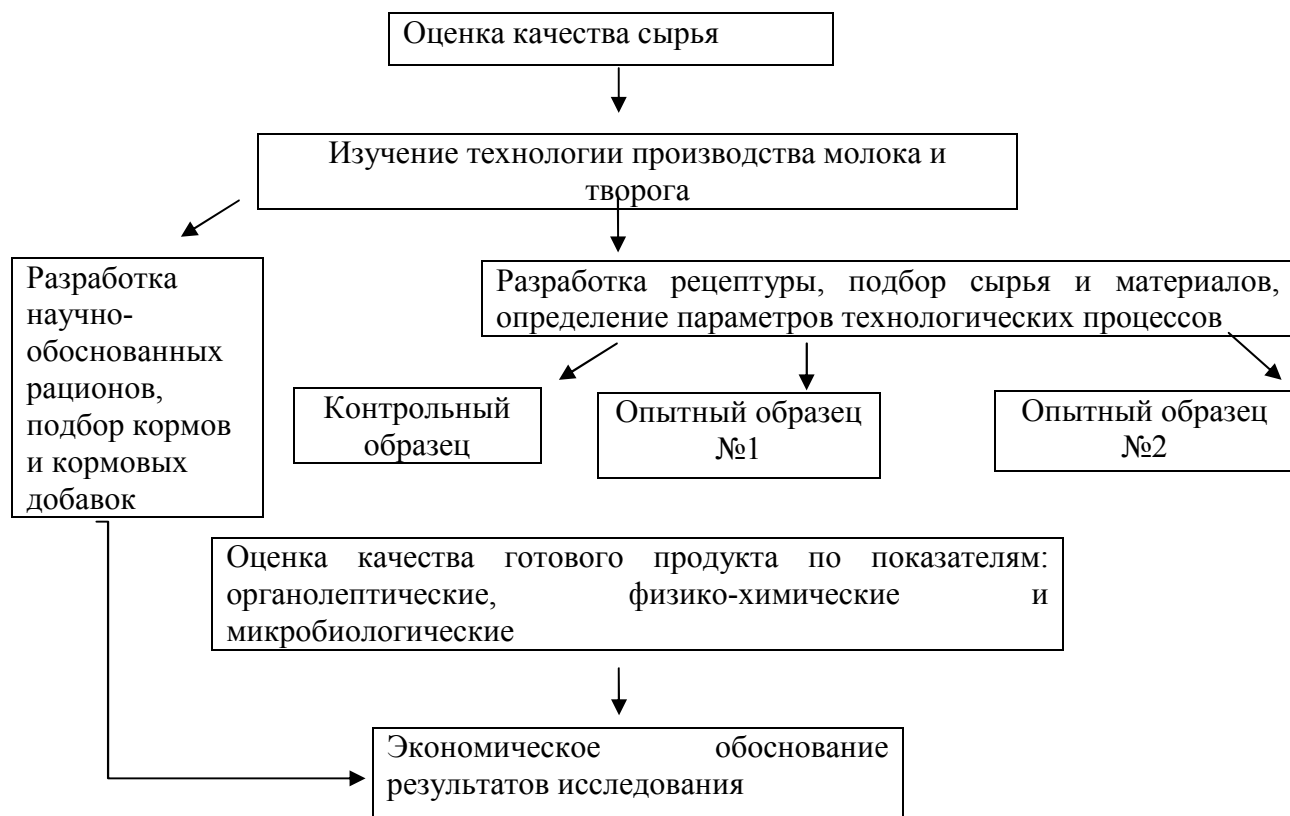 Оценка качества сырья
Изучение технологии производства молока и
творога
Разработка
научно-
обоснованных
рационов,
подбор кормов
и кормовых
добавок
Разработка рецептуры, подбор сырья и материалов,
определение параметров технологических процессов
Контрольный
образец
Опытный образец
№1
Опытный образец
№2
Оценка качества готового продукта по показателям:
органолептические, физико-химические и
микробиологические
Экономическое обоснование
результатов исследования